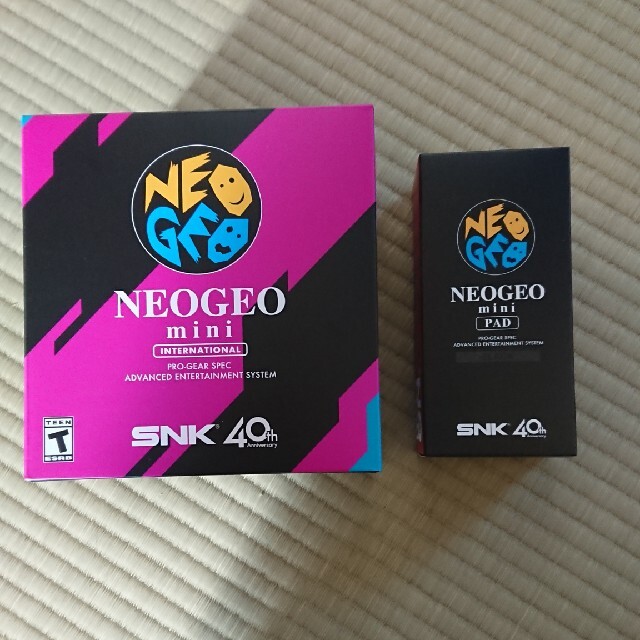 NEO
GEO
NEOGEO
mini
INTERNATIONAL
PRO-GEAR SPEC
ADVANCED ENTERTAINMENT SYSTEM
TEEN
T
ESRB
SNK 40th
Anniversary
NEO
GEO
NEOGEO
mini
PAD
PRO-GEAR SPEC
ADVANCED ENTERTAINMENT SYSTEM
SNK 40th
Anniversary